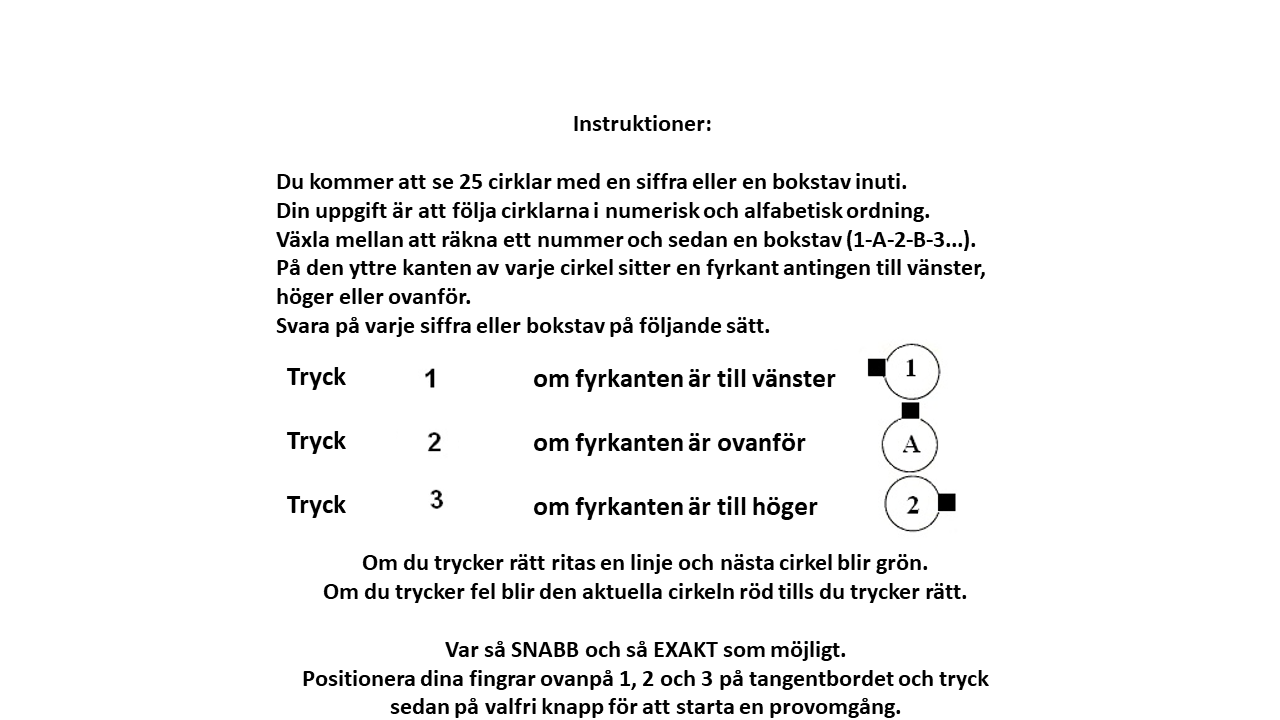 Instruktioner:
Du kommer att se 25 cirklar med en siffra eller en bokstav inuti.
Din uppgift är att följa cirklarna i numerisk och alfabetisk ordning.
Växla mellan att räkna ett nummer och sedan en bokstav (1-A-2-B-3...).
På den yttre kanten av varje cirkel sitter en fyrkant antingen till vänster,
höger eller ovanför.
Svara på varje siffra eller bokstav på följande sätt.
Tryck 1 om fyrkanten är till vänster 1
Tryck 2 om fyrkanten är ovanför A
Tryck 3 om fyrkanten är till höger 2
Om du trycker rätt ritas en linje och nästa cirkel blir grön.
Om du trycker fel blir den aktuella cirkeln röd tills du trycker rätt.
Var så SNABB och så EXAKT som möjligt.
Positionera dina fingrar ovanpå 1, 2 och 3 på tangentbordet och tryck
sedan på valfri knapp för att starta en provomgång.